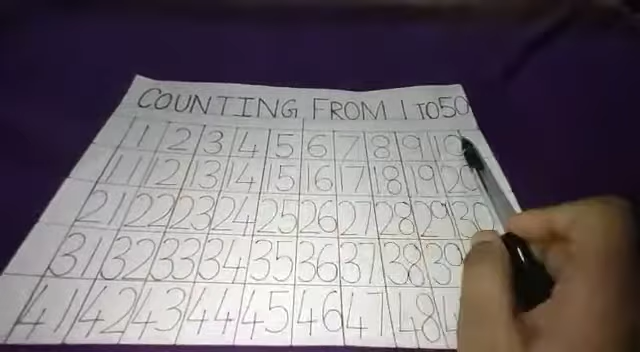 COUNTING FROM 1 TO 50
1 2 3 4 5 6 7 8 9 10
11 12 13 14 15 16 17 18 19 20
21 22 23 24 25 26 27 28 29 30
31 32 33 34 35 36 37 38 39
41 42 43 44 45 46 47 48